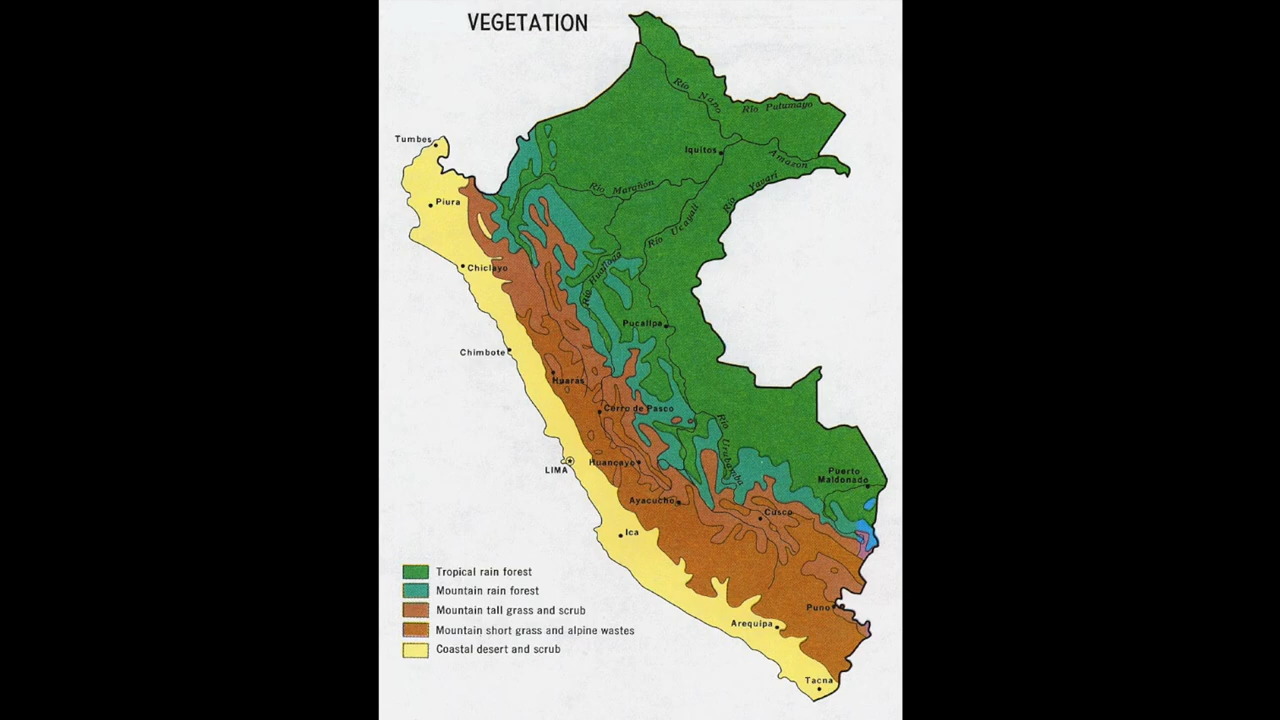 VEGETATION
Río Napo
Río Putumayo
Tumbes
Iquitos
Amazon
Río Yavarí
Río Marañón
Piura
Río Ucayali
Chiclayo
Río Huallaga
Pucallpa
Chimbote
Huaras
Cerro de Pasco
Río Urubamba
LIMA
Huancayo
Puerto
Maldonado
Ayacucho
Cusco
Ica
Tropical rain forest
Mountain rain forest
Mountain tall grass and scrub
Puno
Mountain short grass and alpine wastes
Arequipa
Coastal desert and scrub
Tacna